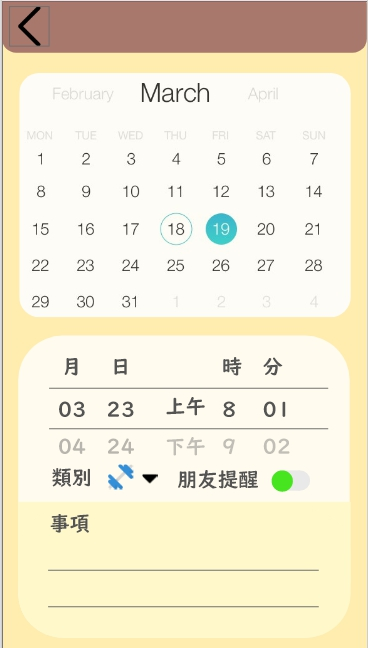 February March April
MON TUE WED THU FRI SAT SUN
1 2 3 4 5 6 7
8 9 10 11 12 13 14
15 16 17 18 19 20 21
22 23 24 25 26 27 28
29 30 31 1 2 3 4
月 日 時 分
03 23 上午 8 01
04 24 下午 9 02
類別 朋友提醒
事項